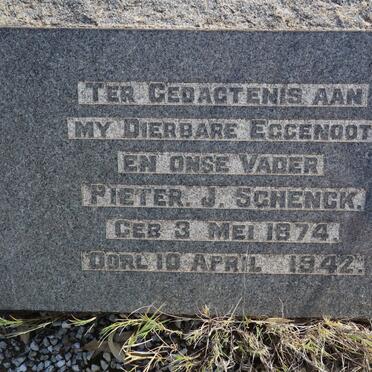 TER GEDAGTENIS AAN
MY DIERBARE EGGENOOT
EN ONSE VADER
PIETER. J. SCHENCK.
GEB 3 MEI 1874.
OORL 10 APRIL 1942.